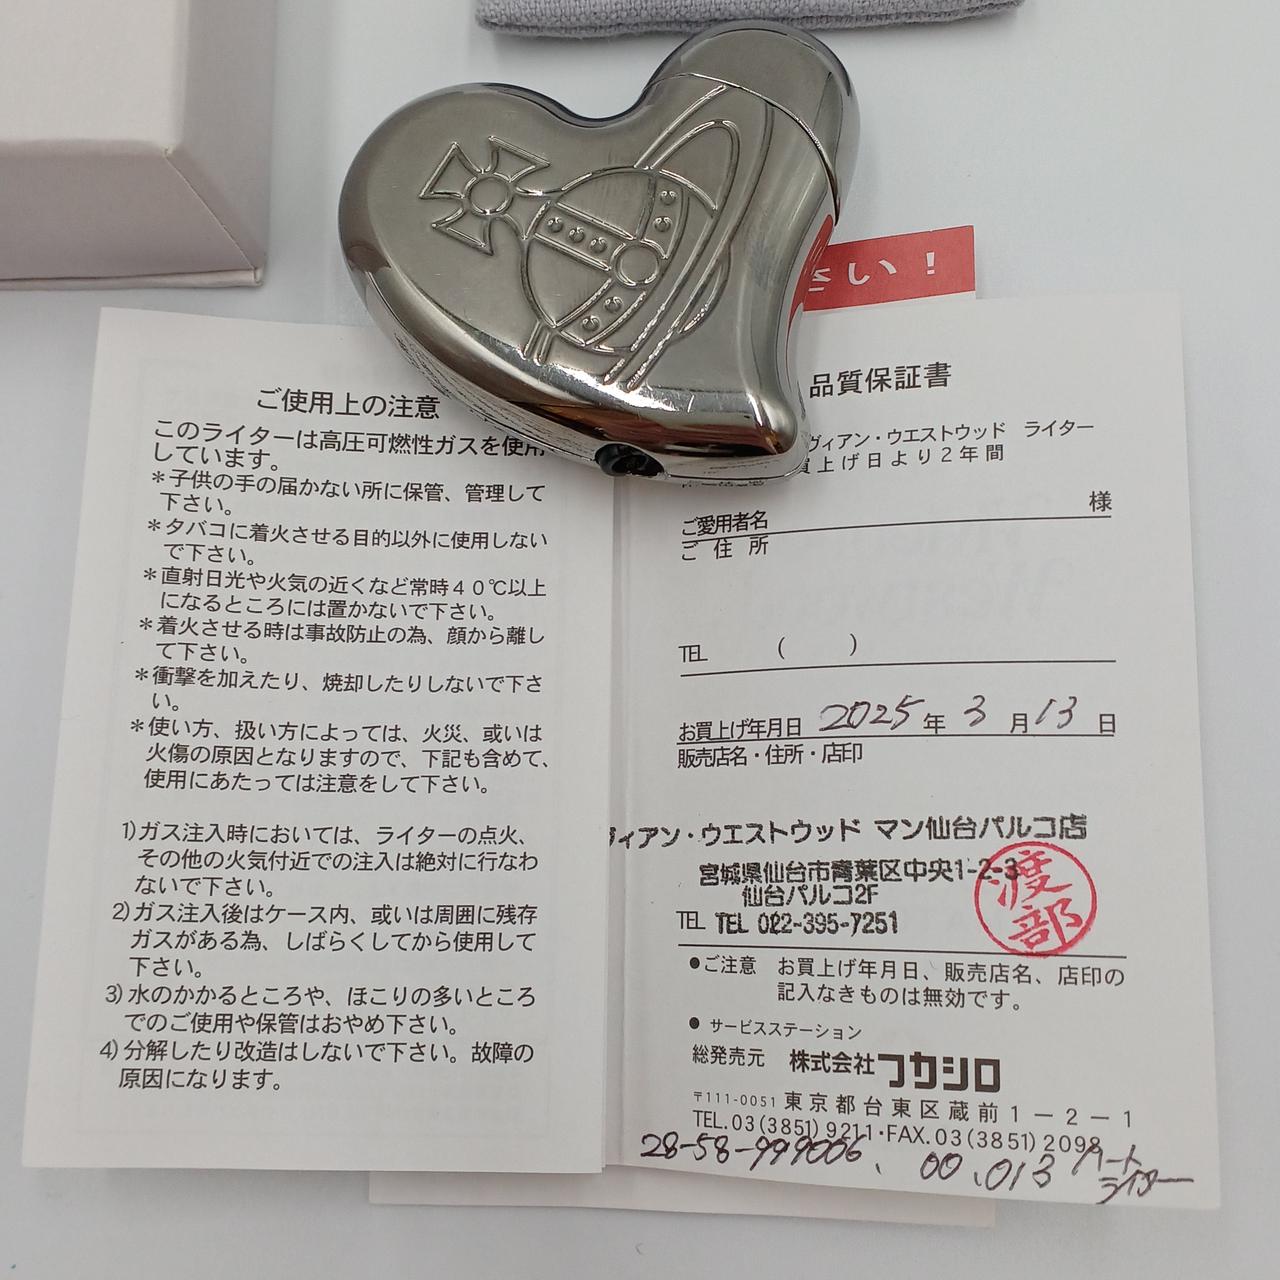 さい！
ご使用上の注意
このライターは高圧可燃性ガスを使用
しています。
＊子供の手の届かない所に保管、管理して
下さい。
＊タバコに着火させる目的以外に使用しない
で下さい。
＊直射日光や火気の近くなど常時４０℃以上
になるところには置かないで下さい。
＊着火させる時は事故防止の為、顔から離し
て下さい。
＊衝撃を加えたり、焼却したりしないで下さ
い。
＊使い方、扱い方によっては、火災、或いは
火傷の原因となりますので、下記も含めて、
使用にあたっては注意をして下さい。
1)ガス注入時においては、ライターの点火、
その他の火気付近での注入は絶対に行なわ
ないで下さい。
2)ガス注入後はケース内、或いは周囲に残存
ガスがある為、しばらくしてから使用して
下さい。
3)水のかかるところや、ほこりの多いところ
でのご使用や保管はおやめ下さい。
4)分解したり改造はしないで下さい。故障の
原因になります。
品質保証書
ヴィアン・ウエストウッド ライター
買上げ日より２年間
様
ご愛用者名
ご住所
TEL ( )
お買上げ年月日 2025年 3月13日
販売店名・住所・店印
ヴィアン・ウエストウッド マン仙台パルコ店
宮城県仙台市青葉区中央1-2-3
仙台パルコ2F
TEL TEL 022-395-7251
渡部
●ご注意 お買上げ年月日、販売店名、店印の
記入なきものは無効です。
● サービスステーション
総発売元 株式会社フカシロ
〒111-0051 東京都台東区蔵前１－２－１
TEL.03(3851)9211・FAX.03(3851)2098
28-58-999006、00.013 ハート
ライター